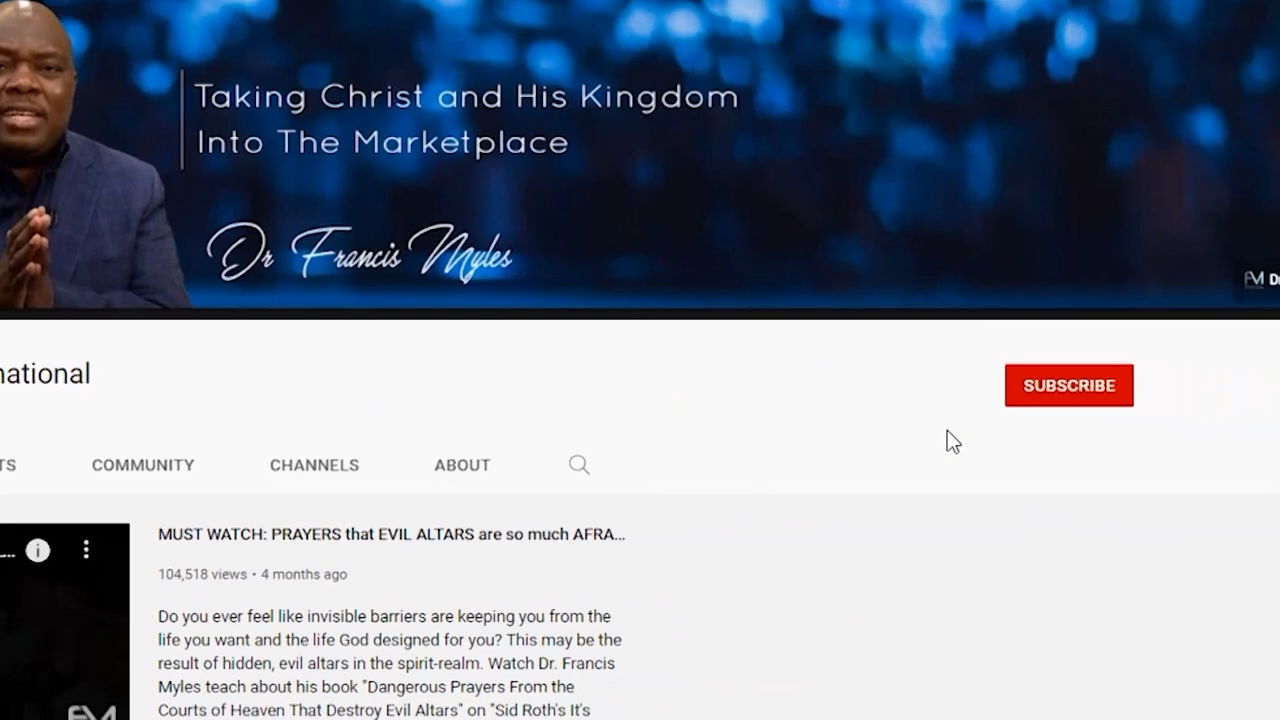 Taking Christ and His Kingdom
Into The Marketplace
Dr Francis Myles
FM D
national
SUBSCRIBE
TS
COMMUNITY
CHANNELS
ABOUT
MUST WATCH: PRAYERS that EVIL ALTARS are so much AFRA...
104,518 views • 4 months ago
Do you ever feel like invisible barriers are keeping you from the
life you want and the life God designed for you? This may be the
result of hidden, evil altars in the spirit-realm. Watch Dr. Francis
Myles teach about his book "Dangerous Prayers From the
Courts of Heaven That Destroy Evil Altars" on "Sid Roth's It's
...
i
FM